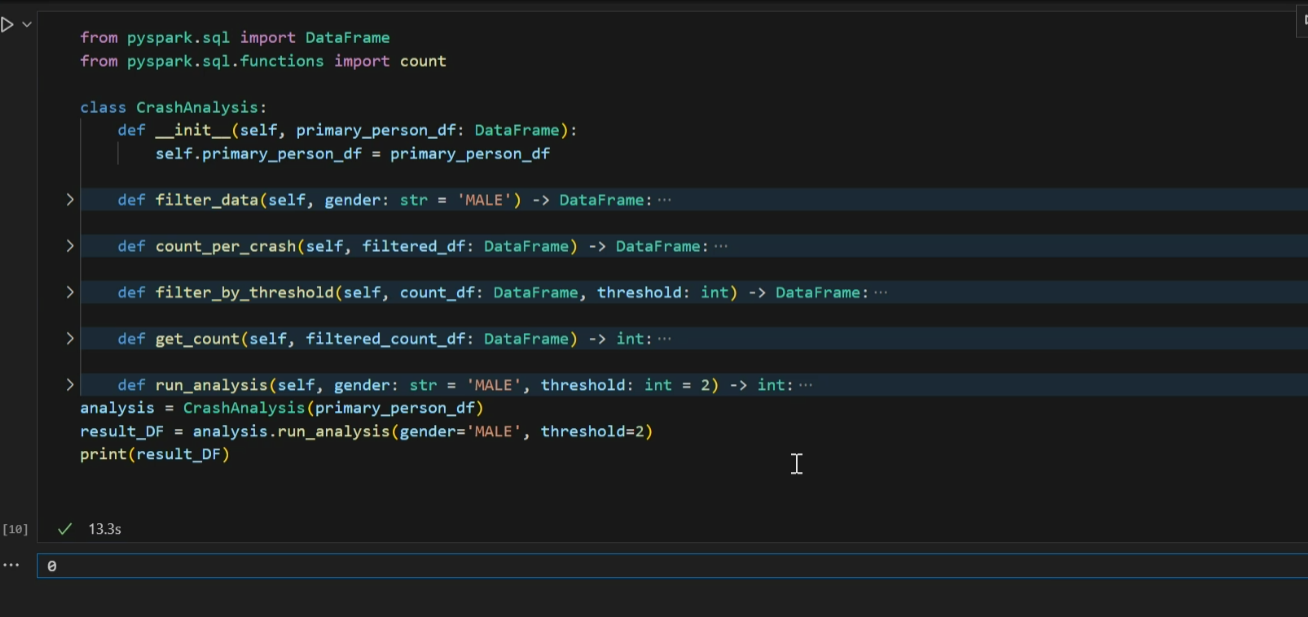 from pyspark.sql import DataFrame
from pyspark.sql.functions import count
class CrashAnalysis:
def __init__(self, primary_person_df: DataFrame):
self.primary_person_df = primary_person_df
def filter_data(self, gender: str = 'MALE') -> DataFrame:···
def count_per_crash(self, filtered_df: DataFrame) -> DataFrame:···
def filter_by_threshold(self, count_df: DataFrame, threshold: int) -> DataFrame:···
def get_count(self, filtered_count_df: DataFrame) -> int:···
def run_analysis(self, gender: str = 'MALE', threshold: int = 2) -> int:···
analysis = CrashAnalysis(primary_person_df)
result_DF = analysis.run_analysis(gender='MALE', threshold=2)
print(result_DF)
[10] 13.3s
0